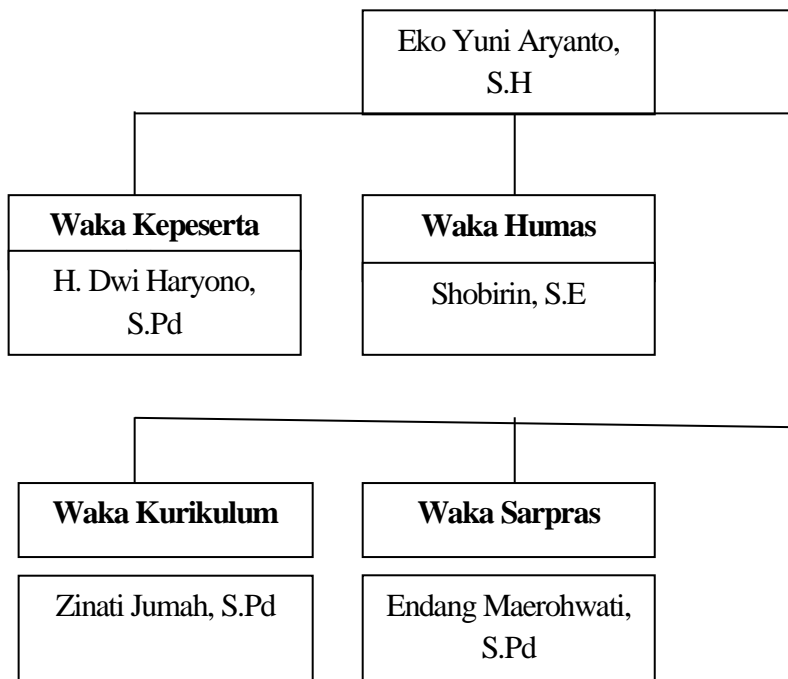 Eko Yuni Aryanto,
S.H
Waka Kepeserta
H. Dwi Haryono,
S.Pd
Waka Humas
Shobirin, S.E
Waka Kurikulum
Zinati Jumah, S.Pd
Waka Sarpras
Endang Maerohwati,
S.Pd